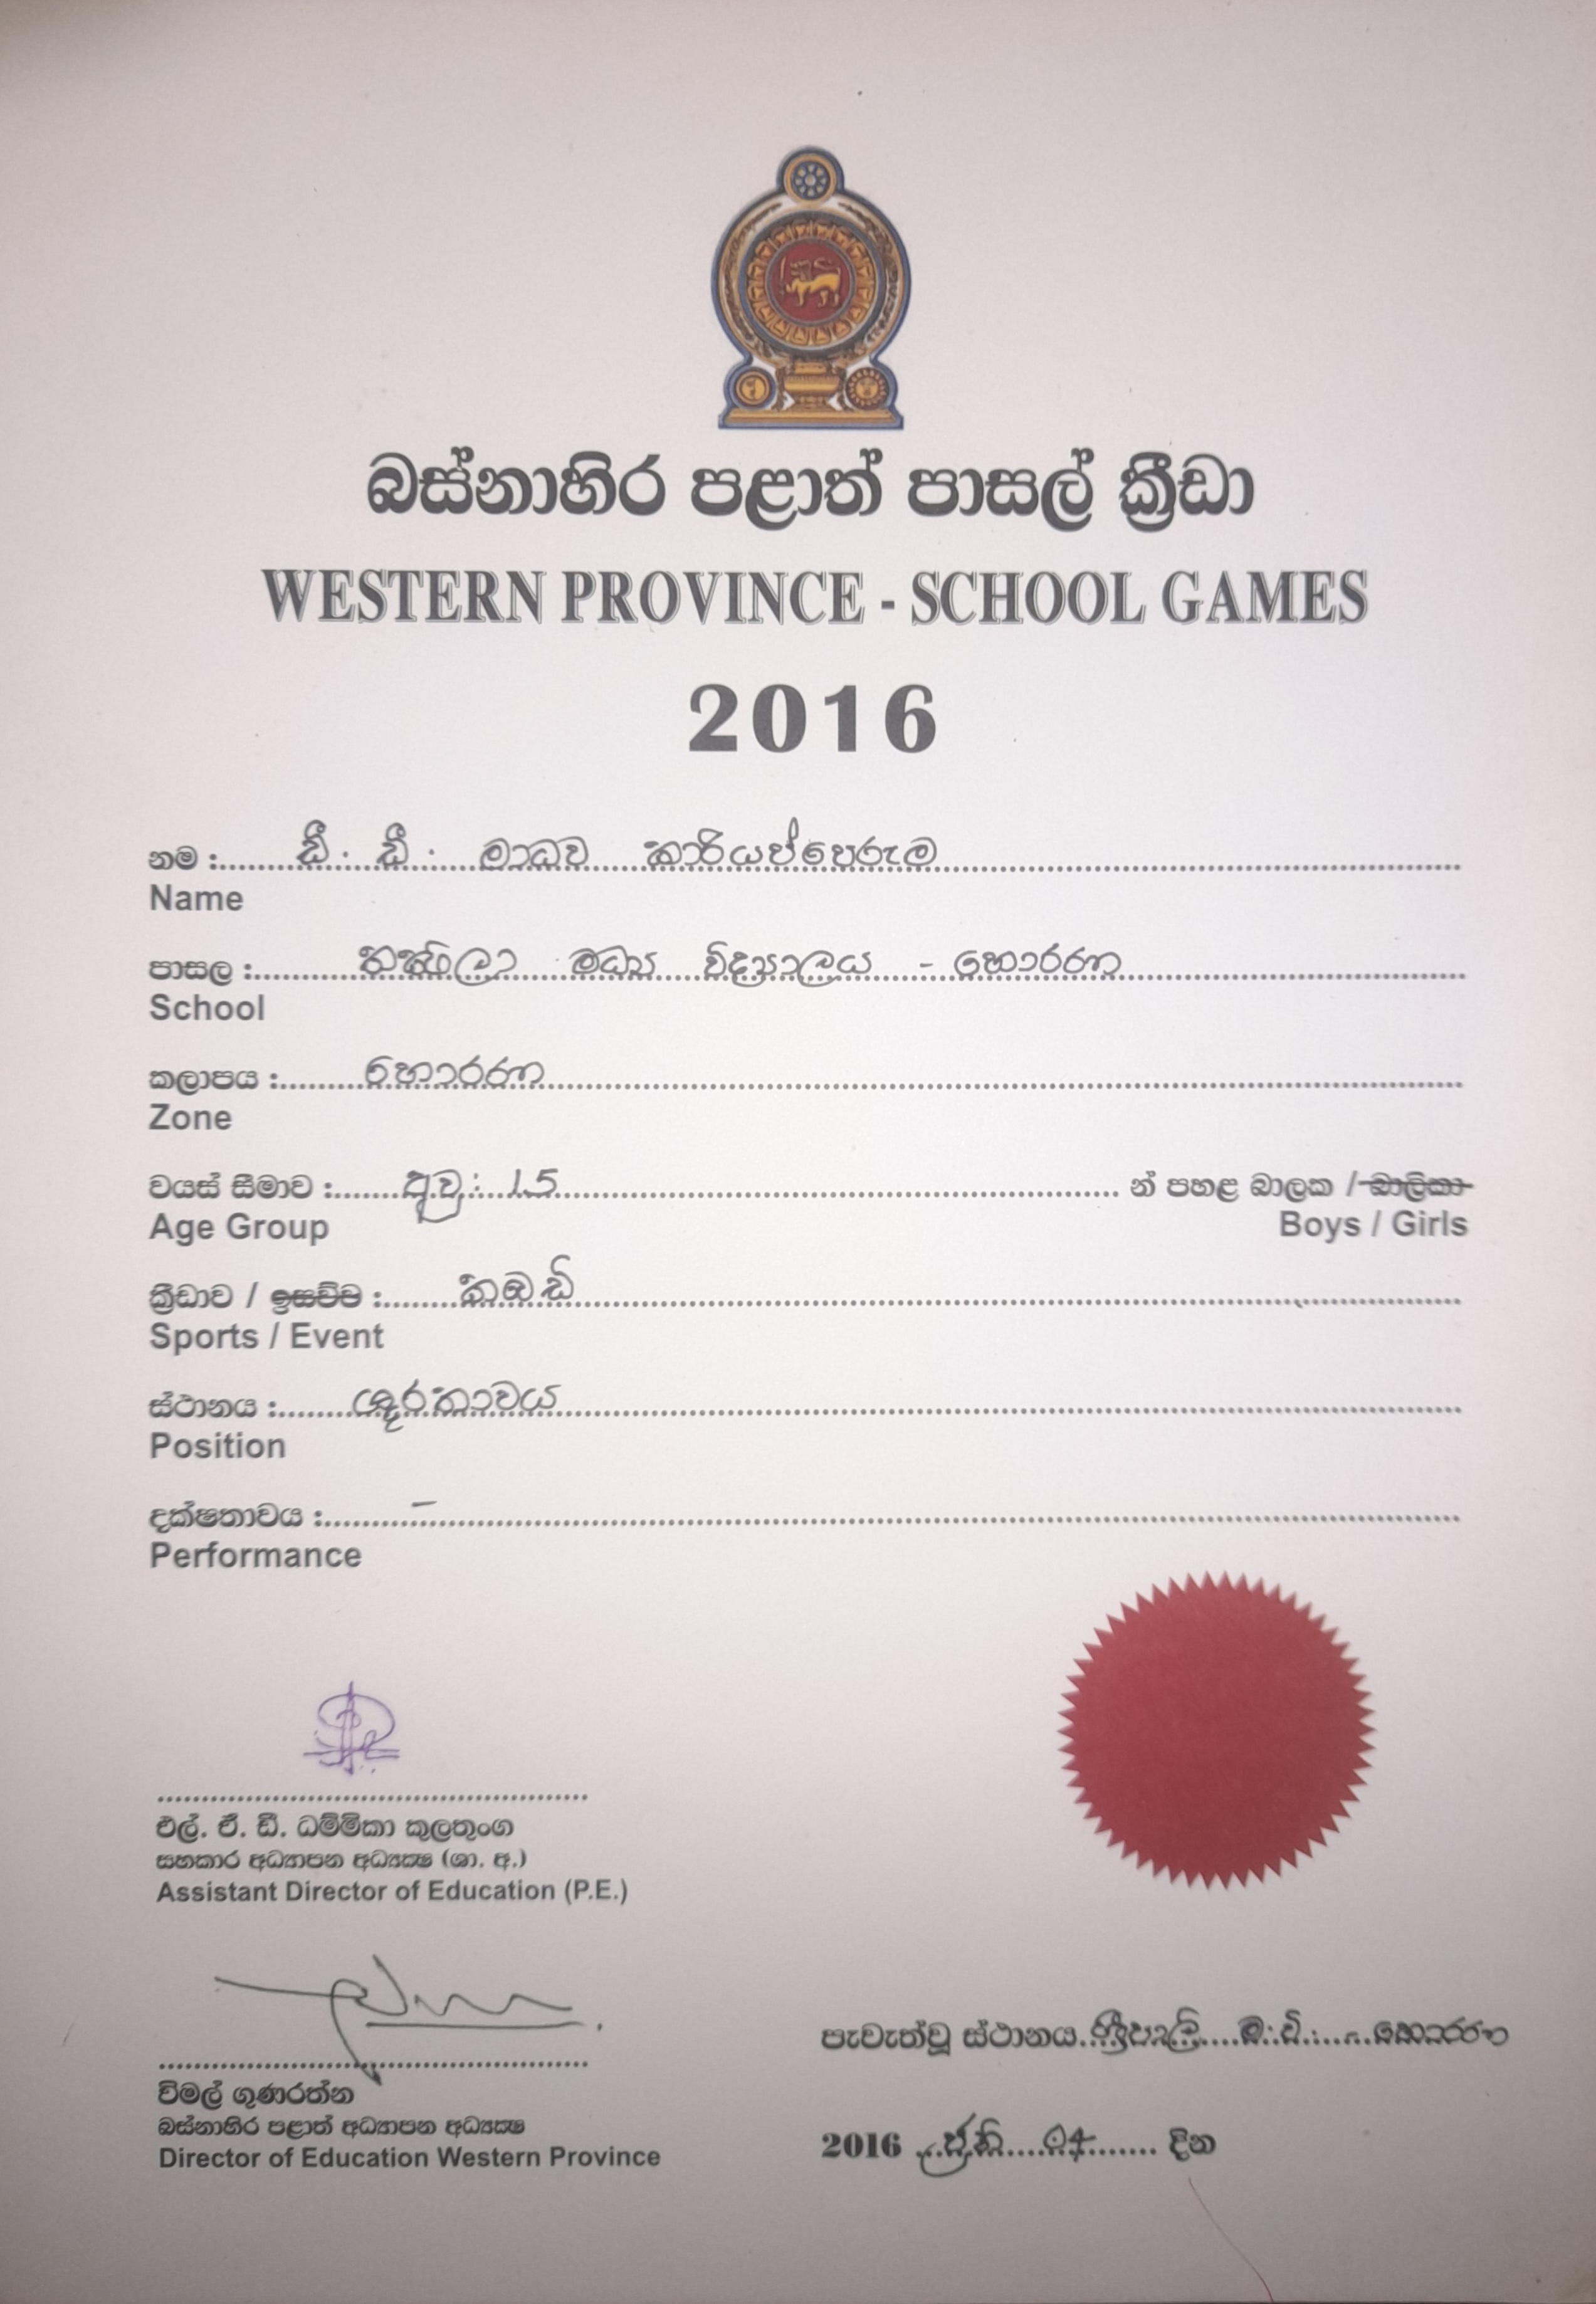 බස්නාහිර පළාත් පාසල් ක්‍රීඩා
WESTERN PROVINCE - SCHOOL GAMES
2016
නම : ඩී. ඩී. මාධව කාරියප්පෙරුම
Name
පාසල : තක්ෂිලා මධ්‍ය විද්‍යාලය - හොරණ
School
කලාපය : හොරණ
Zone
වයස් සීමාව : අවු: 15 න් පහළ බාලක / බාලිකා
Age Group Boys / Girls
ක්‍රීඩාව / ඉසව්ව : කබඩි
Sports / Event
ස්ථානය : ශූරතාවය
Position
දක්ෂතාවය : –
Performance
එල්. ඒ. ඩී. ධම්මිකා කුලතුංග
සහකාර අධ්‍යාපන අධ්‍යක්ෂ (ශා. අ.)
Assistant Director of Education (P.E.)
පැවැත්වූ ස්ථානය ශ්‍රීපාලි ම. වි. - හොරණ
විමල් ගුණරත්න
බස්නාහිර පළාත් අධ්‍යාපන අධ්‍යක්ෂ
Director of Education Western Province
2016 ජූනි 04 දින